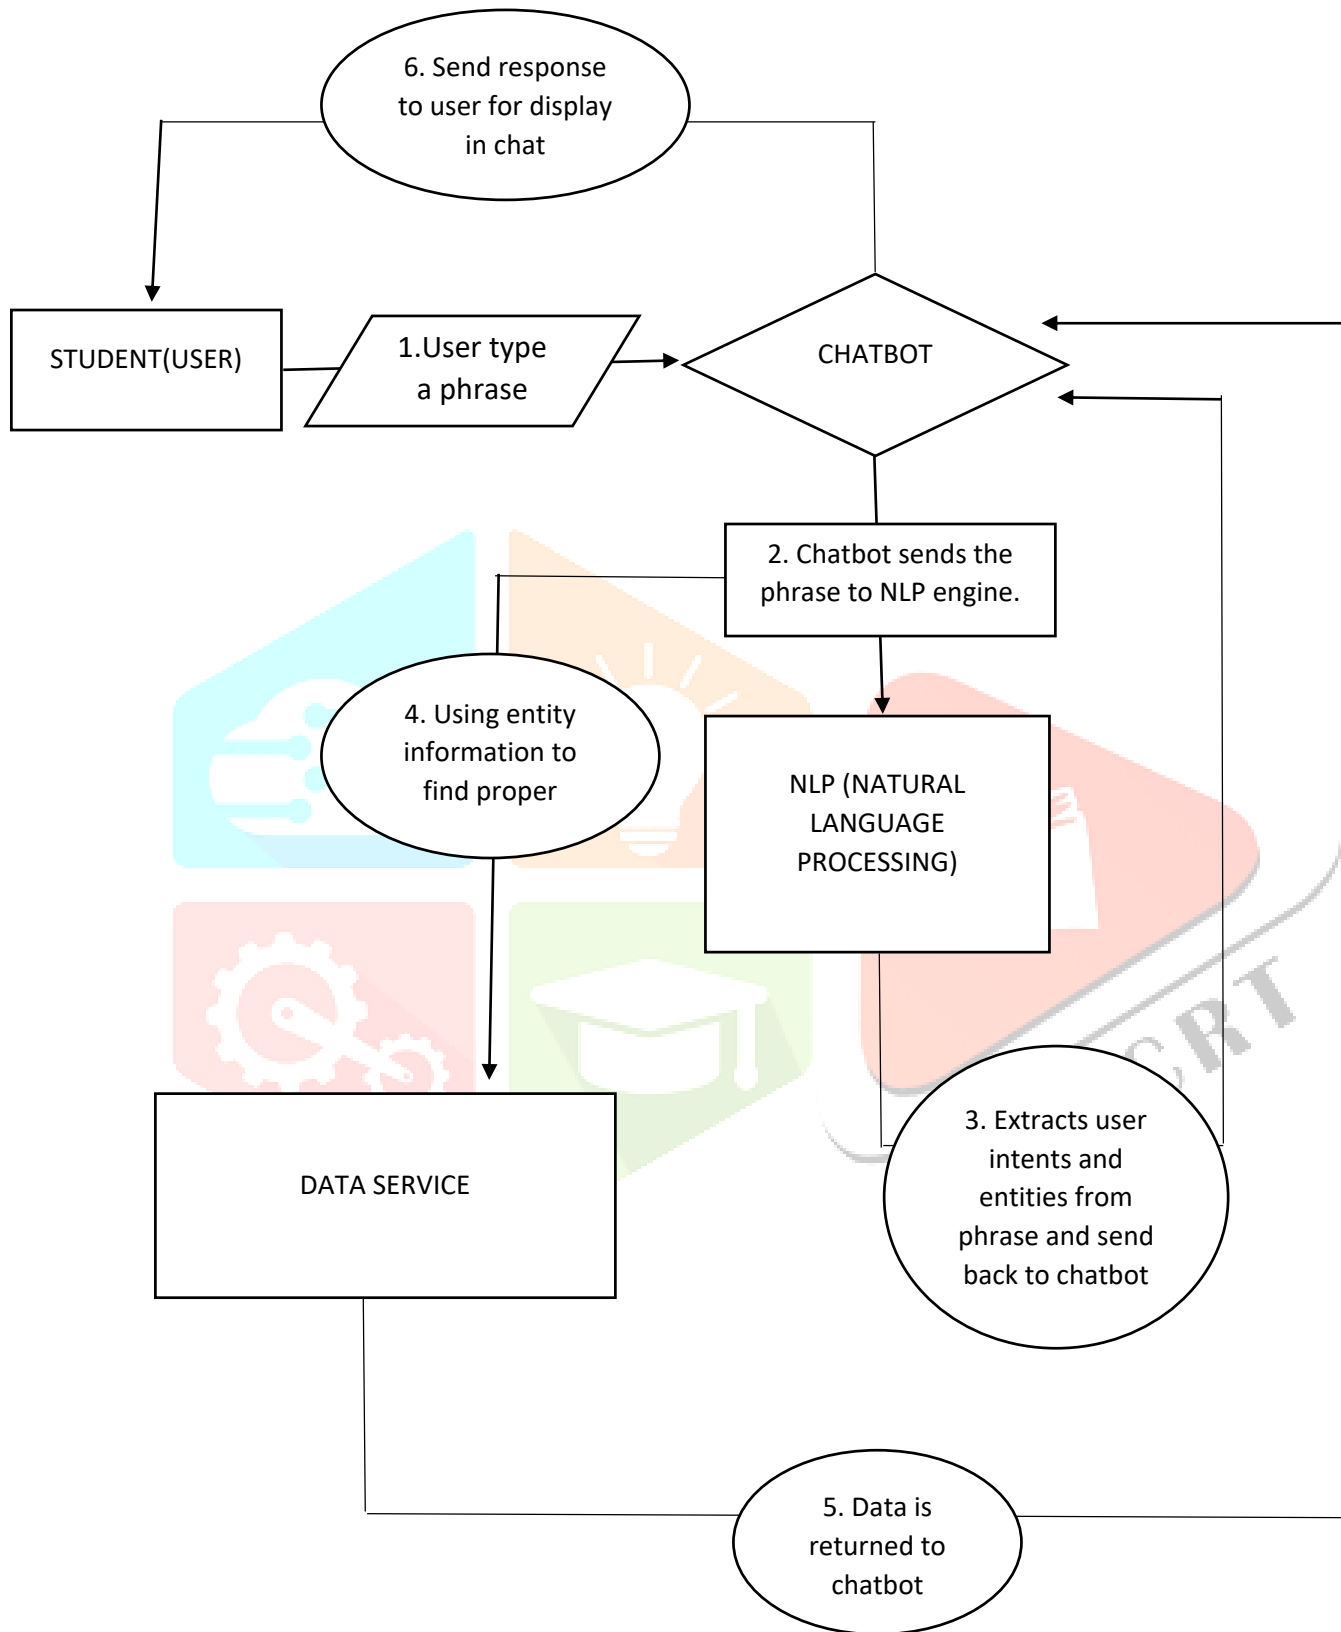 6. Send response
to user for display
in chat
STUDENT(USER)
1.User type
a phrase
CHATBOT
2. Chatbot sends the
phrase to NLP engine.
4. Using entity
information to
find proper
NLP (NATURAL
LANGUAGE
PROCESSING)
CRT
3. Extracts user
intents and
entities from
phrase and send
back to chatbot
DATA SERVICE
5. Data is
returned to
chatbot